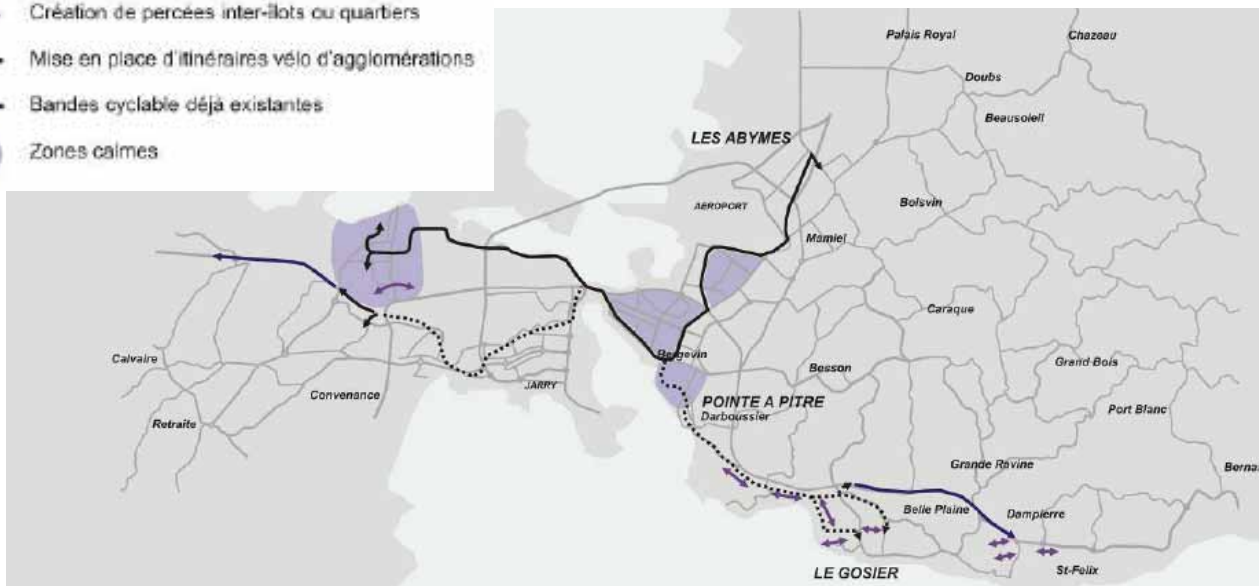 Création de percées inter-îlots ou quartiers
Mise en place d'itinéraires vélo d'agglomérations
Bandes cyclable déjà existantes
Zones calmes
Palais Royal
Chazeau
Doubs
Beausoleil
LES ABYMES
Boisvin
AEROPORT
Mamiel
Caraque
Calvaire
Bergevin
Besson
Grand Bois
JARRY
Convenance
POINTE A PITRE
Port Blanc
Darboussier
Retraite
Grande Ravine
Berna
Belle Plaine
Dampierre
LE GOSIER
St-Felix